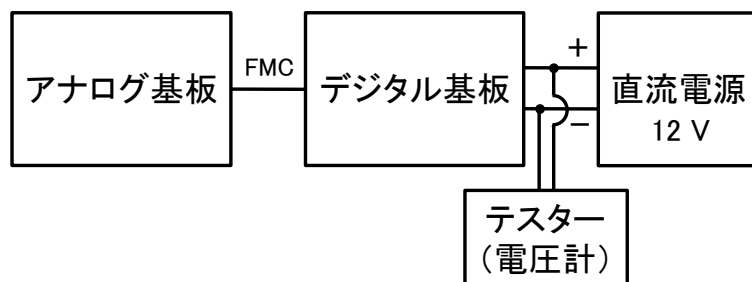 アナログ基板
FMC
デジタル基板
+
−
直流電源
12 V
テスター
（電圧計）